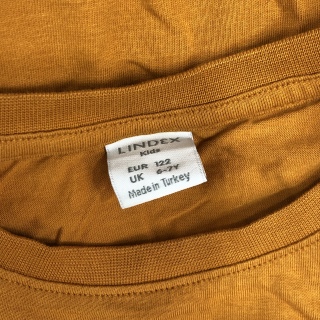 LINDEX
Kids
EUR 122
UK 6-7Y
Made in Turkey